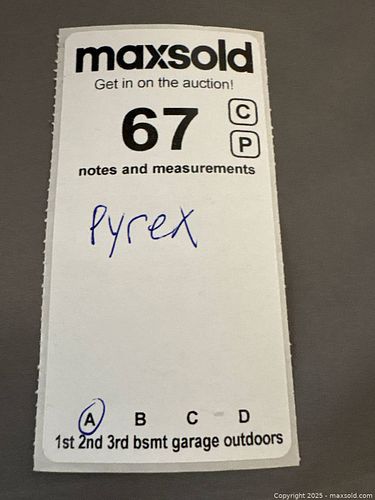 maxsold
Get in on the auction!
67
C
P
notes and measurements
Pyrex
A B C D
1st 2nd 3rd bsmt garage outdoors
Copyright © 2025 - maxsold.com